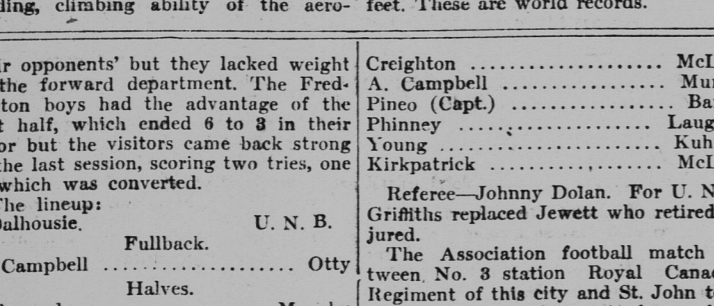 climbing ability of the aero-
r opponents' but they lacked weight
the forward department. The Fred-
ton boys had the advantage of the
t half, which ended 6 to 3 in their
or but the visitors came back strong
the last session, scoring two tries, one
which was converted.
he lineup:
alhousie. U. N. B.
Fullback.
Campbell ...................... Otty
Halves.
feet. These are world records.
Creighton .................... McL
A. Campbell ................. Mu
Pineo (Capt.) .............. Ba
Phinney ...................... Laug
Young ........................ Kuh
Kirkpatrick .................. McL
Referee—Johnny Dolan. For U. N
Griffiths replaced Jewett who retired
jured.
The Association football match
tween No. 3 station Royal Cana
Regiment of this city and St. John t